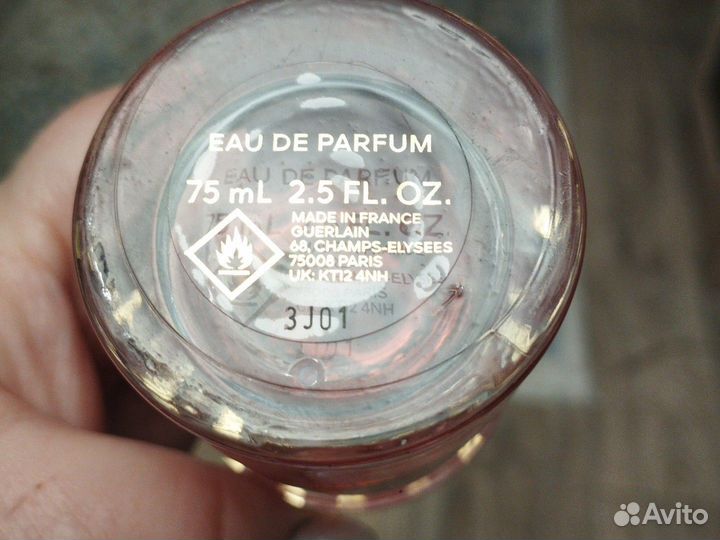 EAU DE PARFUM
75 mL 2.5 FL. OZ.
MADE IN FRANCE
GUERLAIN
68, CHAMPS-ELYSEES
75008 PARIS
UK: KT12 4NH
3J01
Avito